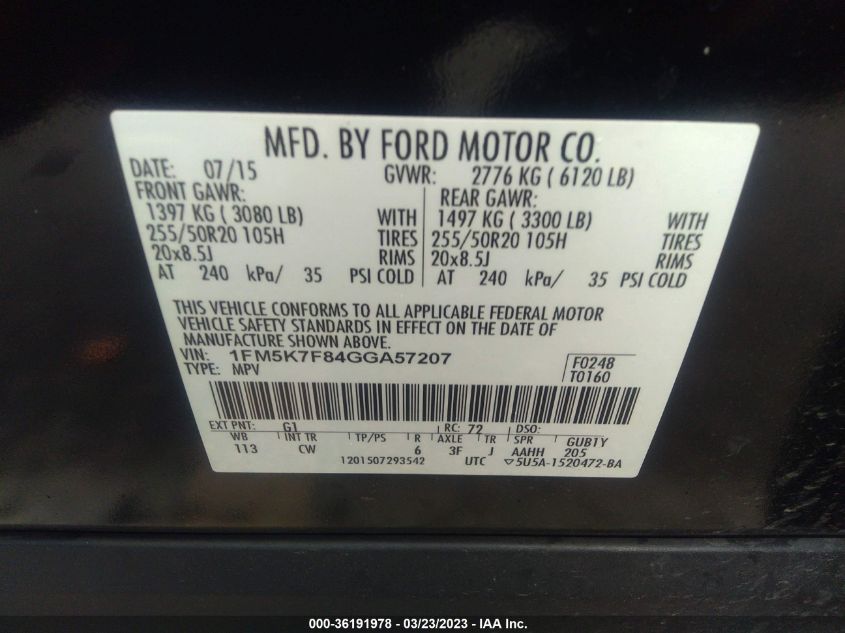 MFD. BY FORD MOTOR CO.
DATE: 07/15 GVWR: 2776 KG ( 6120 LB)
FRONT GAWR: REAR GAWR:
1397 KG ( 3080 LB) WITH 1497 KG ( 3300 LB) WITH
255/50R20 105H TIRES 255/50R20 105H TIRES
20x8.5J RIMS 20x8.5J RIMS
AT 240 kPa/ 35 PSI COLD AT 240 kPa/ 35 PSI COLD
THIS VEHICLE CONFORMS TO ALL APPLICABLE FEDERAL MOTOR
VEHICLE SAFETY STANDARDS IN EFFECT ON THE DATE OF
MANUFACTURE SHOWN ABOVE.
VIN: 1FM5K7F84GGA57207 F0248
TYPE: MPV T0160
EXT PNT: G1 RC: 72 DSO:
WB INT TR TP/PS R AXLE TR SPR GUB1Y
113 CW 6 3F J AAHH 205
1201507293542 UTC ▽5U5A-1520472-BA
000-36191978 - 03/23/2023 - IAA Inc.